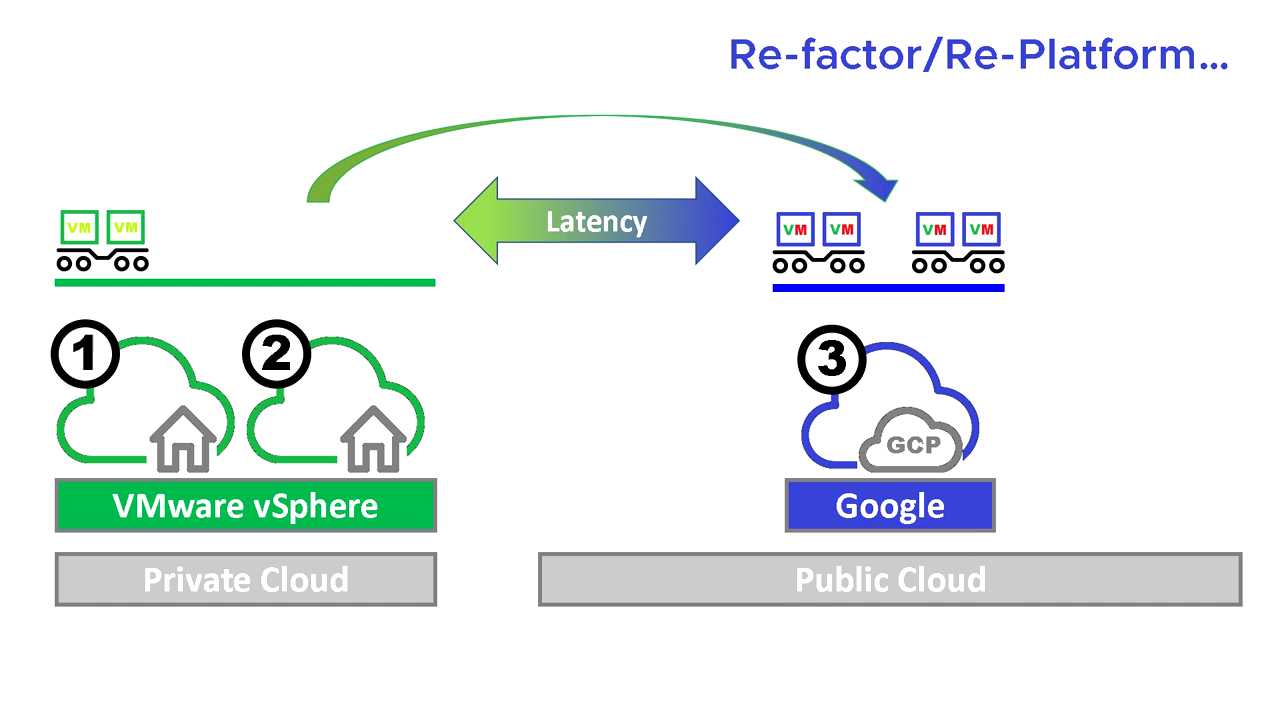 Re-factor/Re-Platform...
Latency
VM VM
VM VM VM VM
1 2 3
GCP
VMware vSphere
Google
Private Cloud
Public Cloud